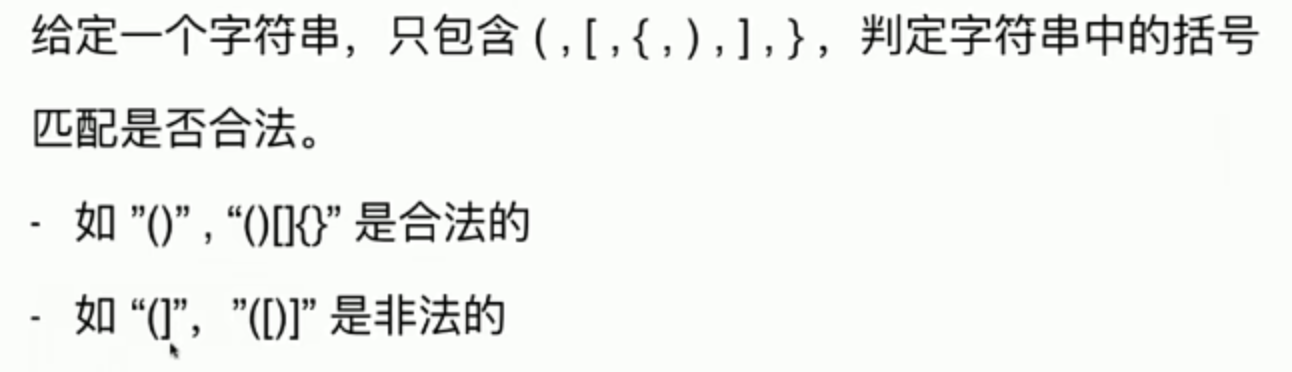 给定一个字符串，只包含 ( , [ , { , ) , ] , } ，判定字符串中的括号
匹配是否合法。
- 如 ”()” , “()[]{}” 是合法的
- 如 “(]”，”([)]” 是非法的